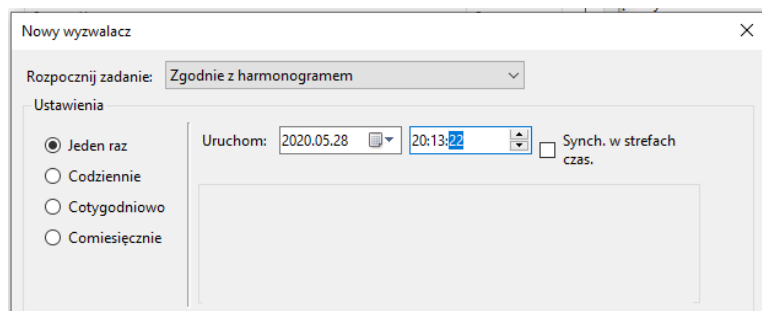 Nowy wyzwalacz
Rozpocznij zadanie: Zgodnie z harmonogramem
Ustawienia
Jeden raz
Codziennie
Cotygodniowo
Comiesięcznie
Uruchom: 2020.05.28 20:13:22 Synch. w strefach
czas.